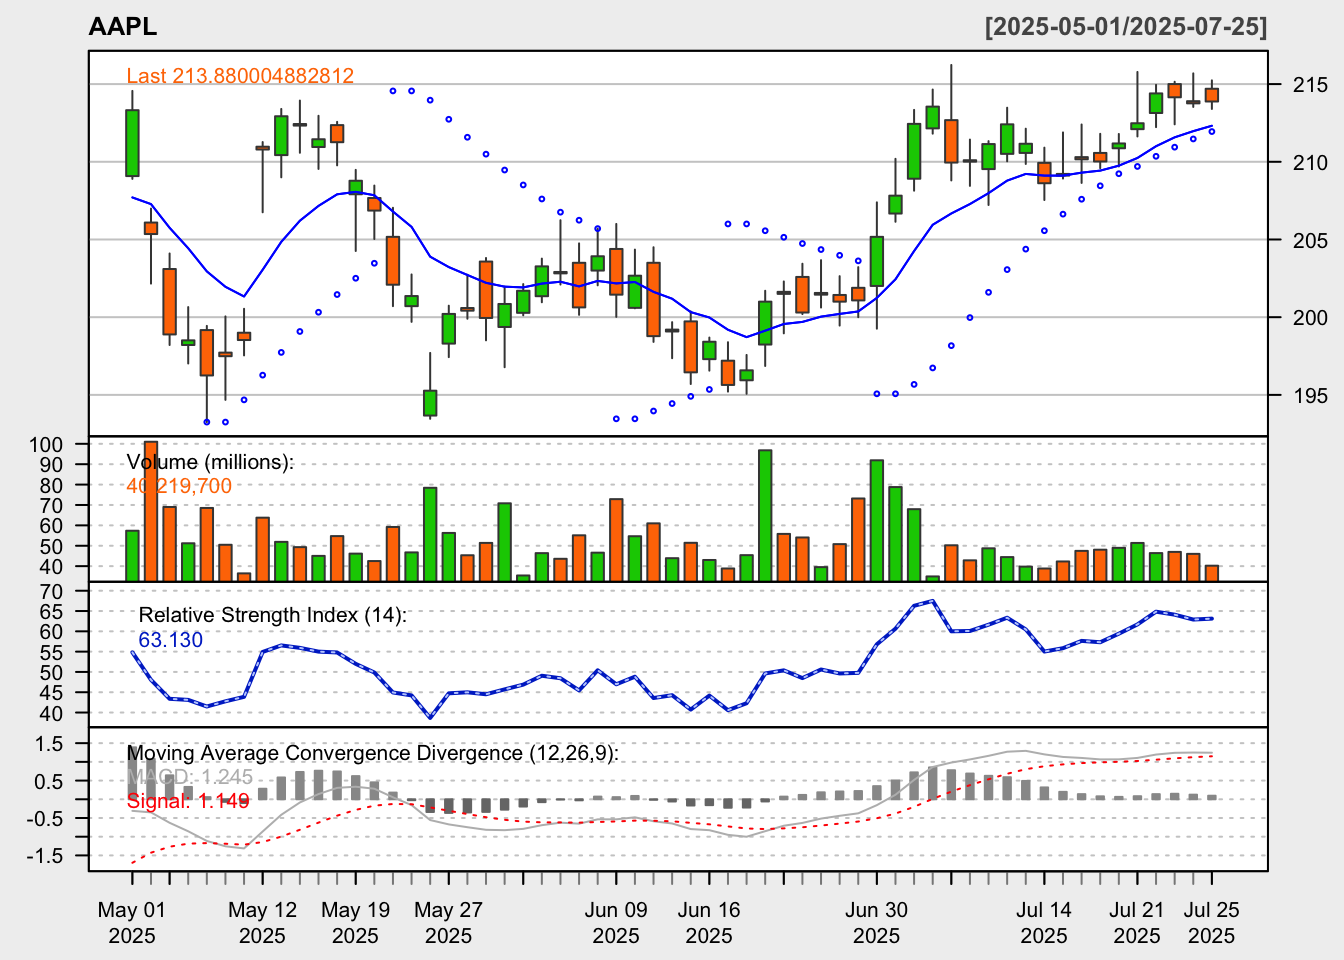 AAPL [2025-05-01/2025-07-25]
Last 213.880004882812
215
210
205
200
195
Volume (millions):
40,219,700
100
90
80
70
60
50
40
Relative Strength Index (14):
63.130
70
65
60
55
50
45
40
Moving Average Convergence Divergence (12,26,9):
MACD: 1.245
Signal: 1.149
1.5
0.5
-0.5
-1.5
May 01 May 12 May 19 May 27 Jun 09 Jun 16 Jun 30 Jul 14 Jul 21 Jul 25
2025 2025 2025 2025 2025 2025 2025 2025 2025 2025